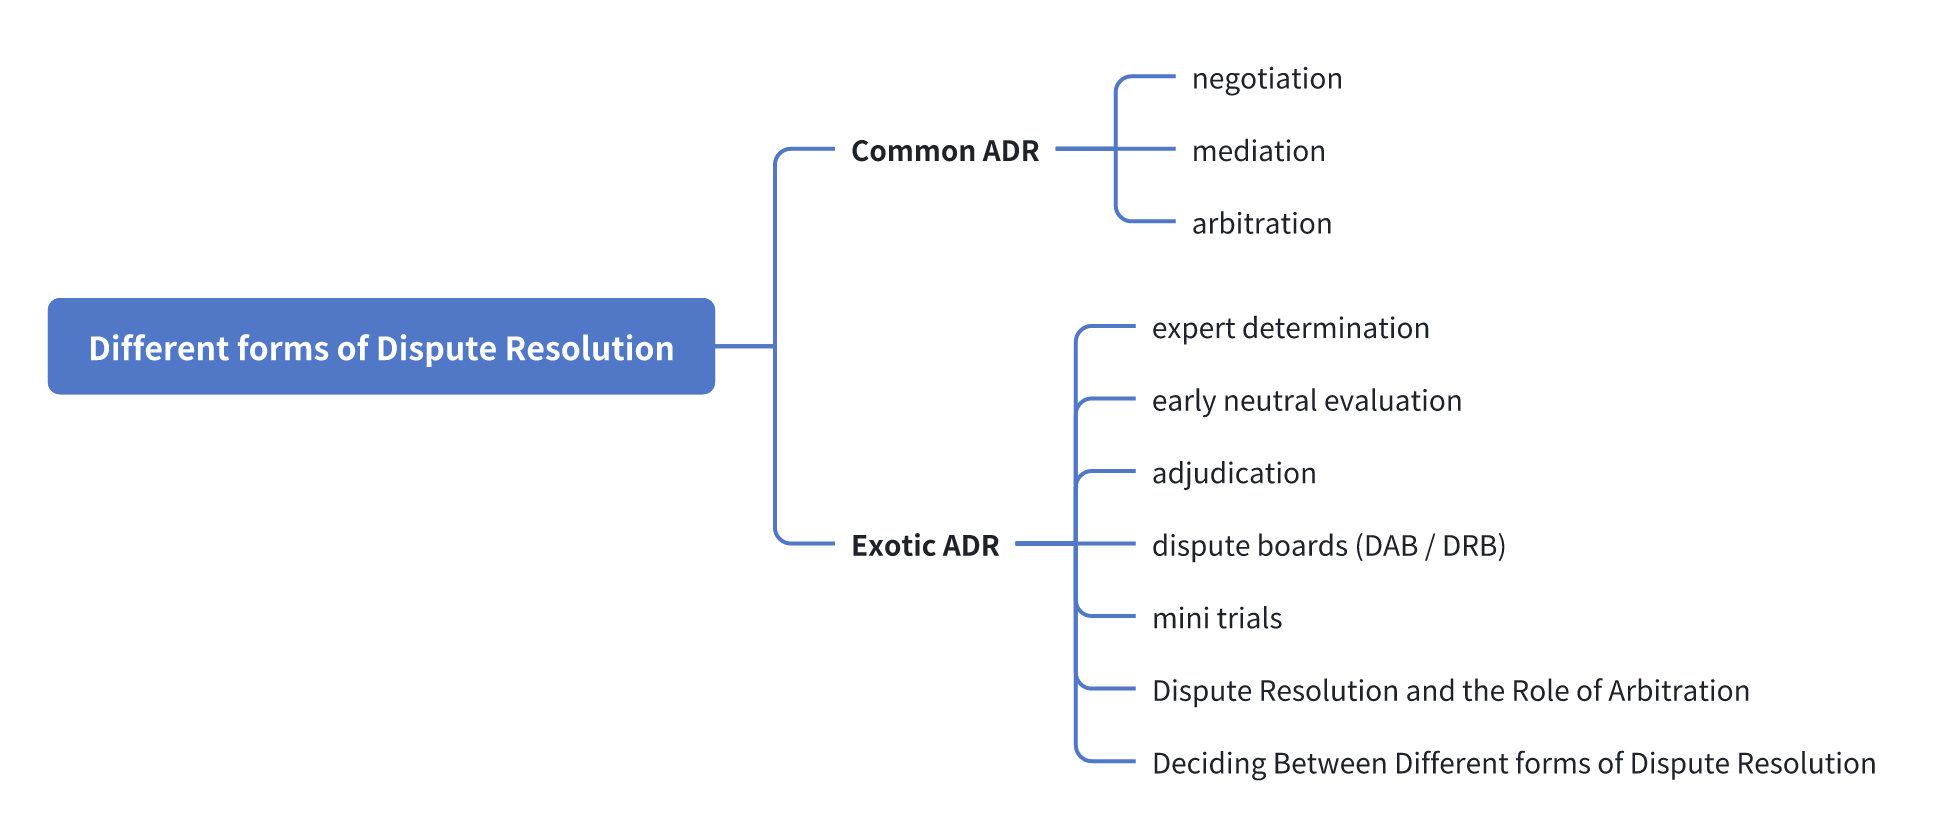 Different forms of Dispute Resolution
Common ADR
negotiation
mediation
arbitration
Exotic ADR
expert determination
early neutral evaluation
adjudication
dispute boards (DAB / DRB)
mini trials
Dispute Resolution and the Role of Arbitration
Deciding Between Different forms of Dispute Resolution